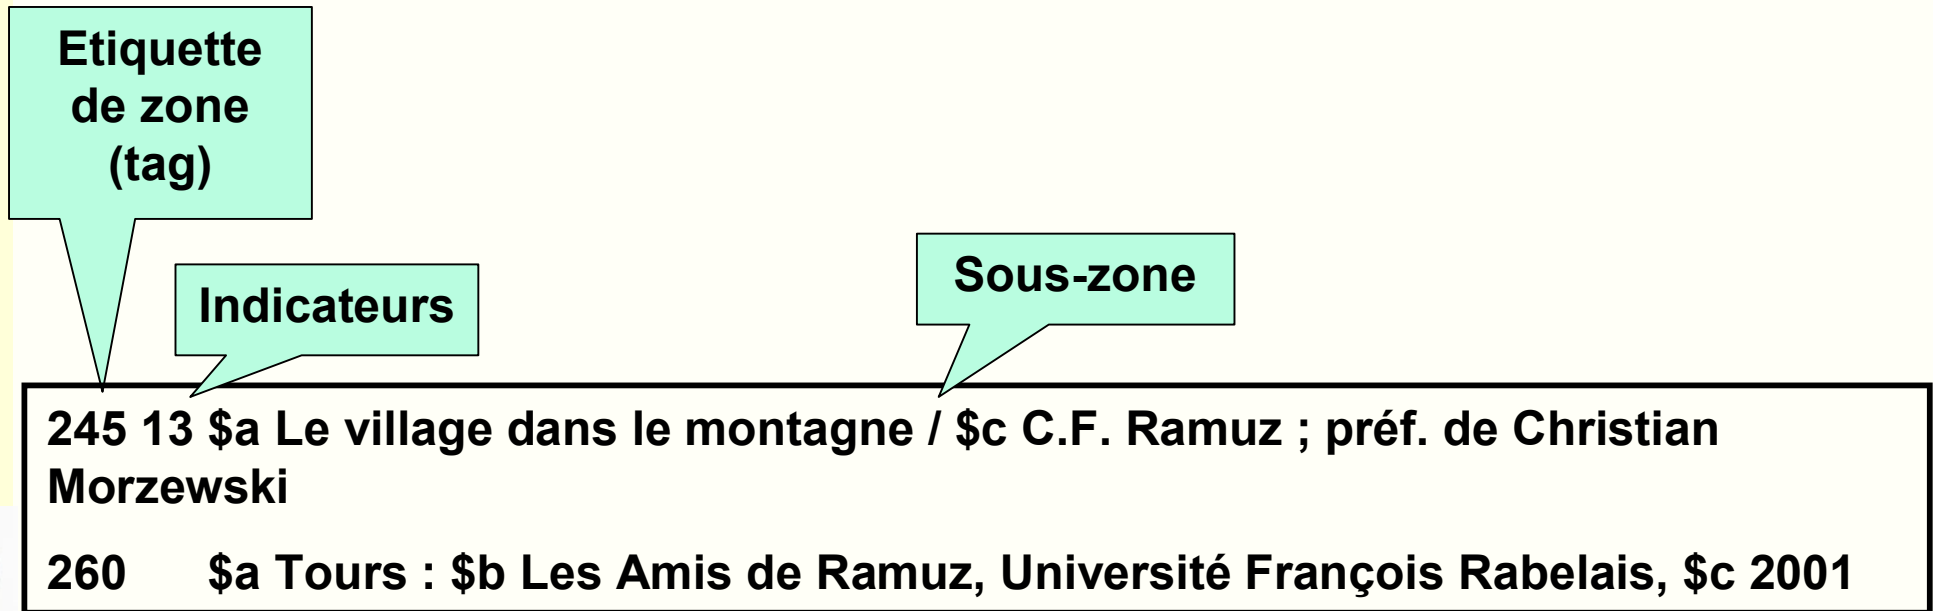 Etiquette
de zone
(tag)
Indicateurs
Sous-zone
245 13 $a Le village dans le montagne / $c C.F. Ramuz ; préf. de Christian
Morzewski
260 $a Tours : $b Les Amis de Ramuz, Université François Rabelais, $c 2001